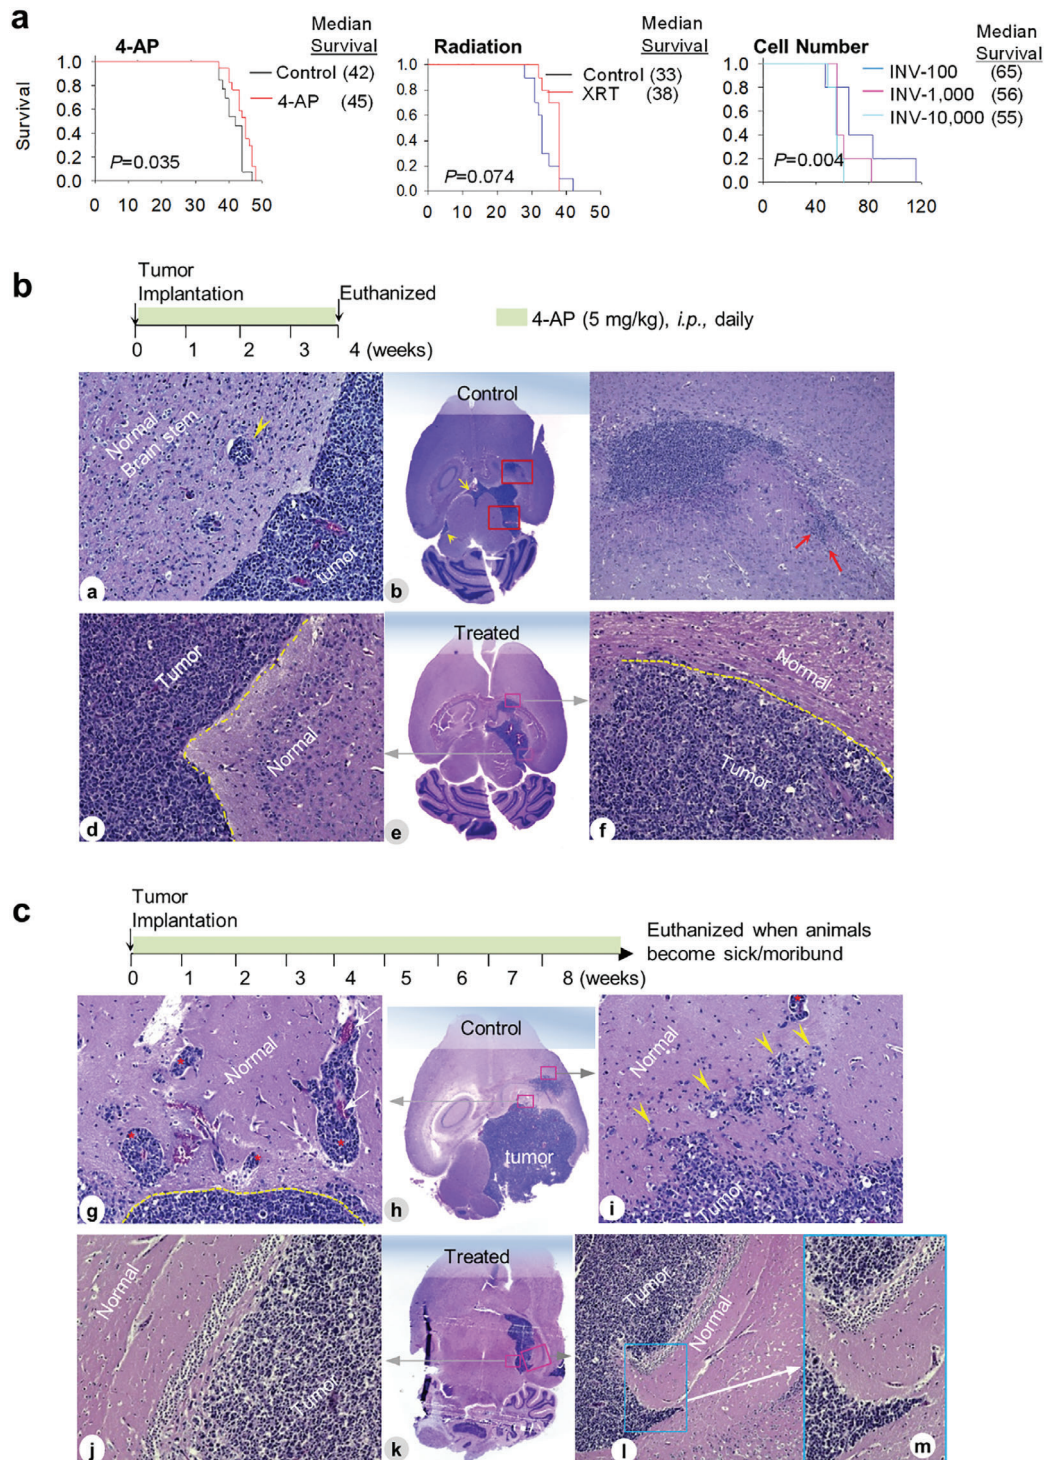 a
4-AP
Median
Survival
Control (42)
4-AP (45)
Survival
1.0
0.8
0.6
0.4
0.2
0.0
P=0.035
0 10 20 30 40 50
Radiation
Median
Survival
Control (33)
XRT (38)
1.0
0.8
0.6
0.4
0.2
0.0
P=0.074
0 10 20 30 40 50
Cell Number
Median
Survival
INV-100 (65)
INV-1,000 (56)
INV-10,000 (55)
1.0
0.8
0.6
0.4
0.2
0.0
P=0.004
0 40 80 120
b
Tumor
Implantation
Euthanized
0 1 2 3 4 (weeks)
4-AP (5 mg/kg), i.p., daily
Normal
Brain stem
tumor
a
Control
b
Tumor
Normal
d
Treated
e
Normal
Tumor
f
c
Tumor
Implantation
Euthanized when animals
become sick/moribund
0 1 2 3 4 5 6 7 8 (weeks)
Normal
g
Control
tumor
h
Normal
Tumor
i
Normal
Tumor
j
Treated
k
Tumor
Normal
l
m